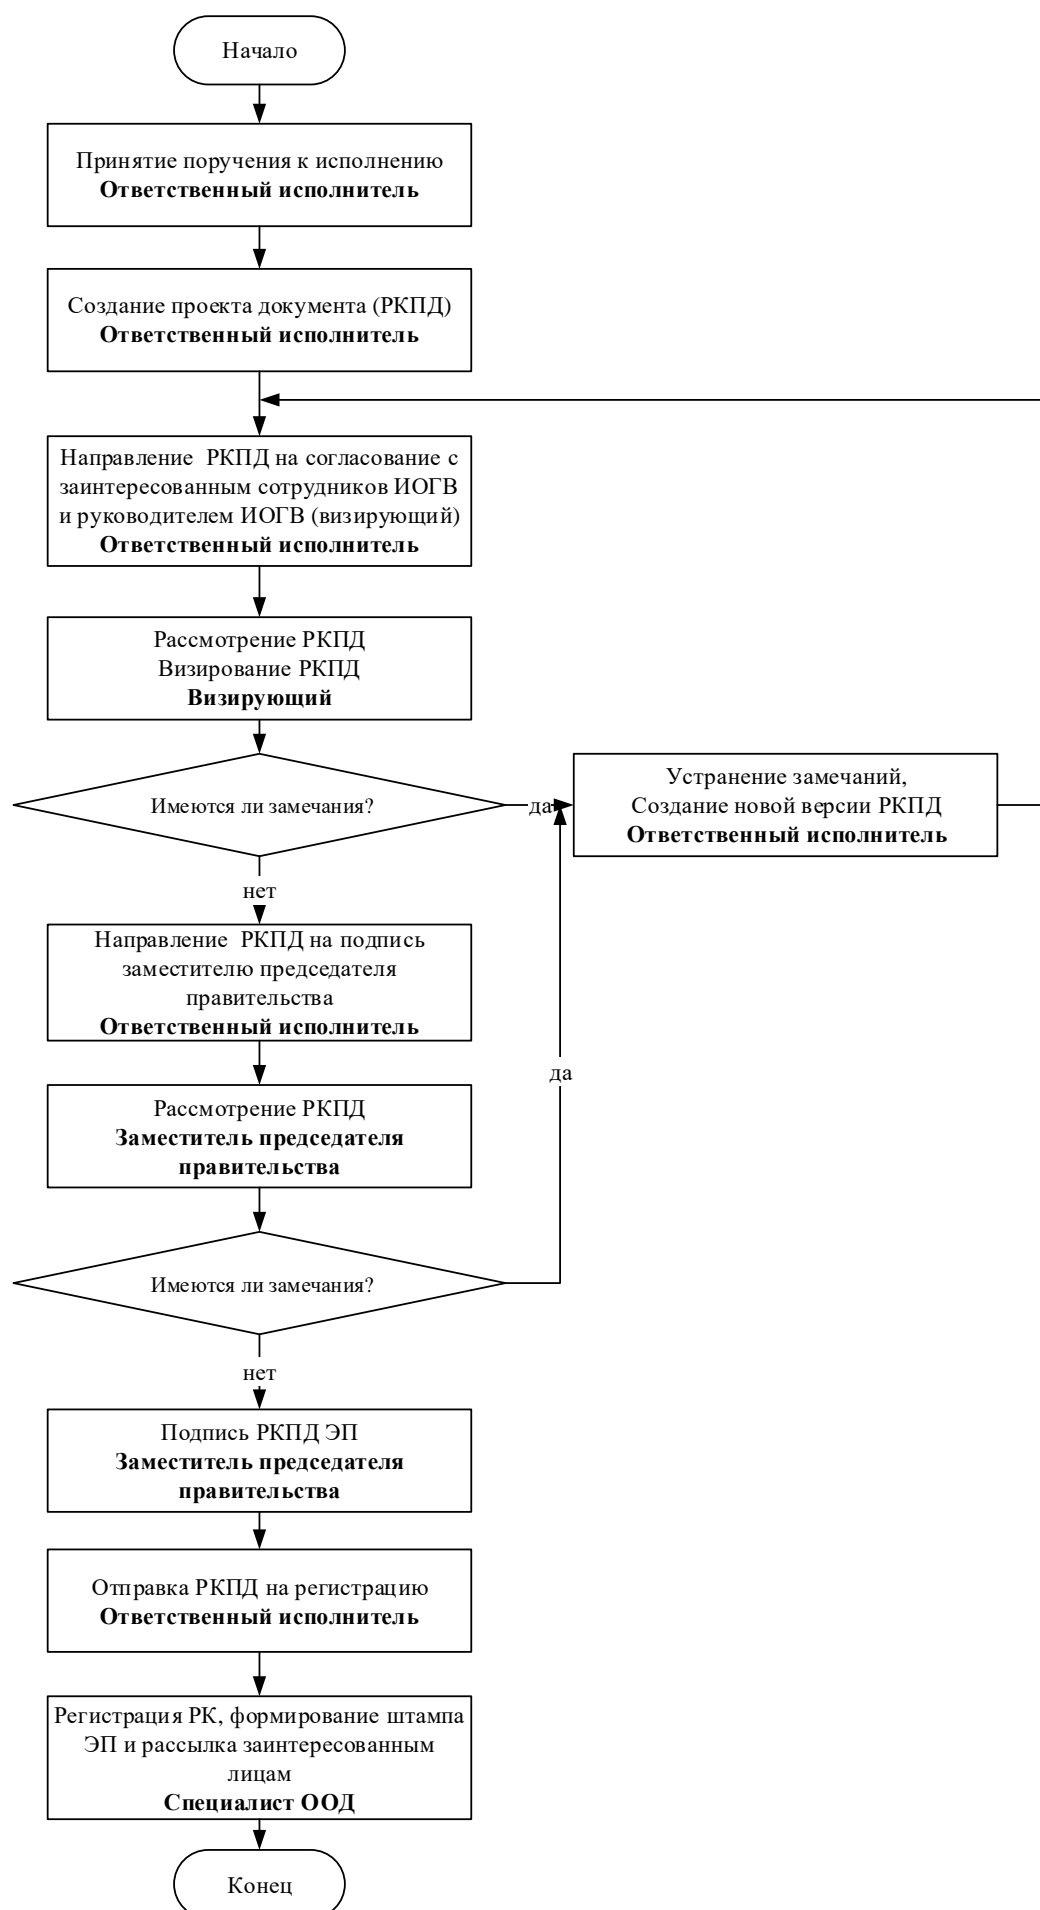 Начало
Принятие поручения к исполнению
Ответственный исполнитель
Создание проекта документа (РКПД)
Ответственный исполнитель
Направление  РКПД на согласование с
заинтересованным сотрудников ИОГВ
и руководителем ИОГВ (визирующий)
Ответственный исполнитель
Рассмотрение РКПД
Визирование РКПД
Визирующий
Имеются ли замечания?
да
Устранение замечаний,
Создание новой версии РКПД
Ответственный исполнитель
нет
Направление  РКПД на подпись
заместителю председателя
правительства
Ответственный исполнитель
да
Рассмотрение РКПД
Заместитель председателя
правительства
Имеются ли замечания?
нет
Подпись РКПД ЭП
Заместитель председателя
правительства
Отправка РКПД на регистрацию
Ответственный исполнитель
Регистрация РК, формирование штампа
ЭП и рассылка заинтересованным
лицам
Специалист ООД
Конец